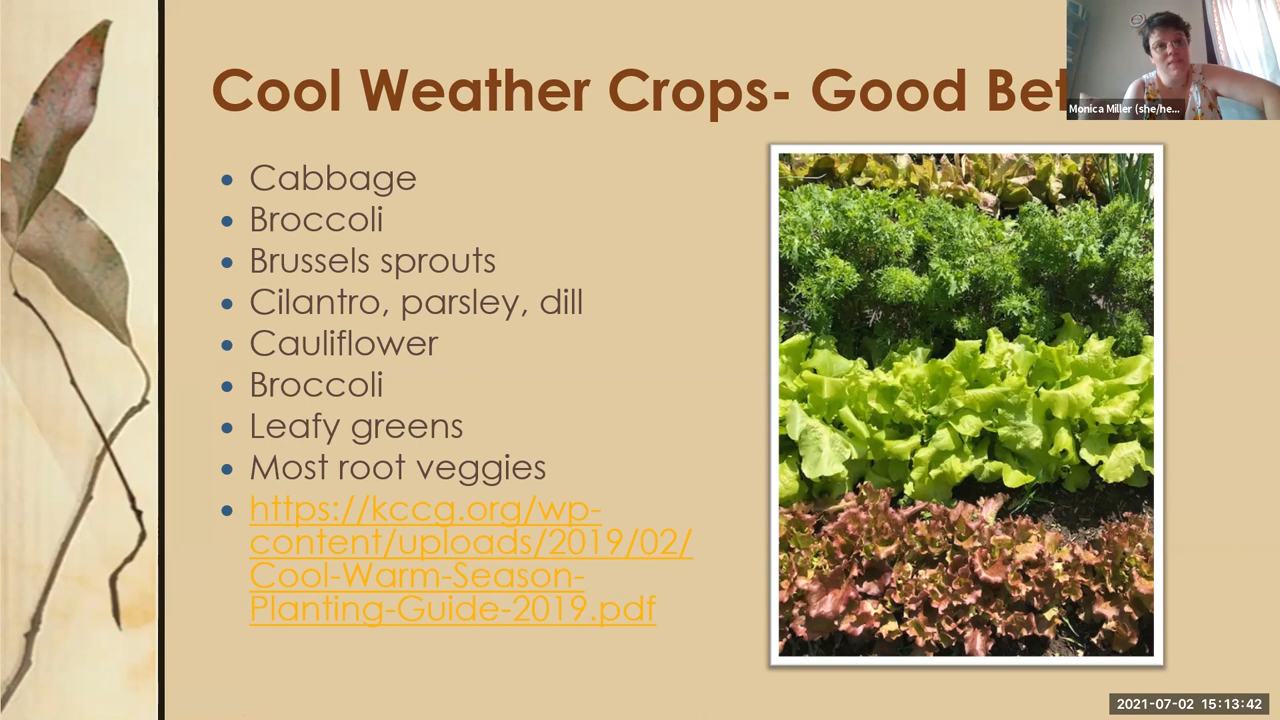 Cool Weather Crops- Good Bet
Monica Miller (she/he...
Cabbage
Broccoli
Brussels sprouts
Cilantro, parsley, dill
Cauliflower
Broccoli
Leafy greens
Most root veggies
https://kccg.org/wp-
content/uploads/2019/02/
Cool-Warm-Season-
Planting-Guide-2019.pdf
2021-07-02 15:13:42